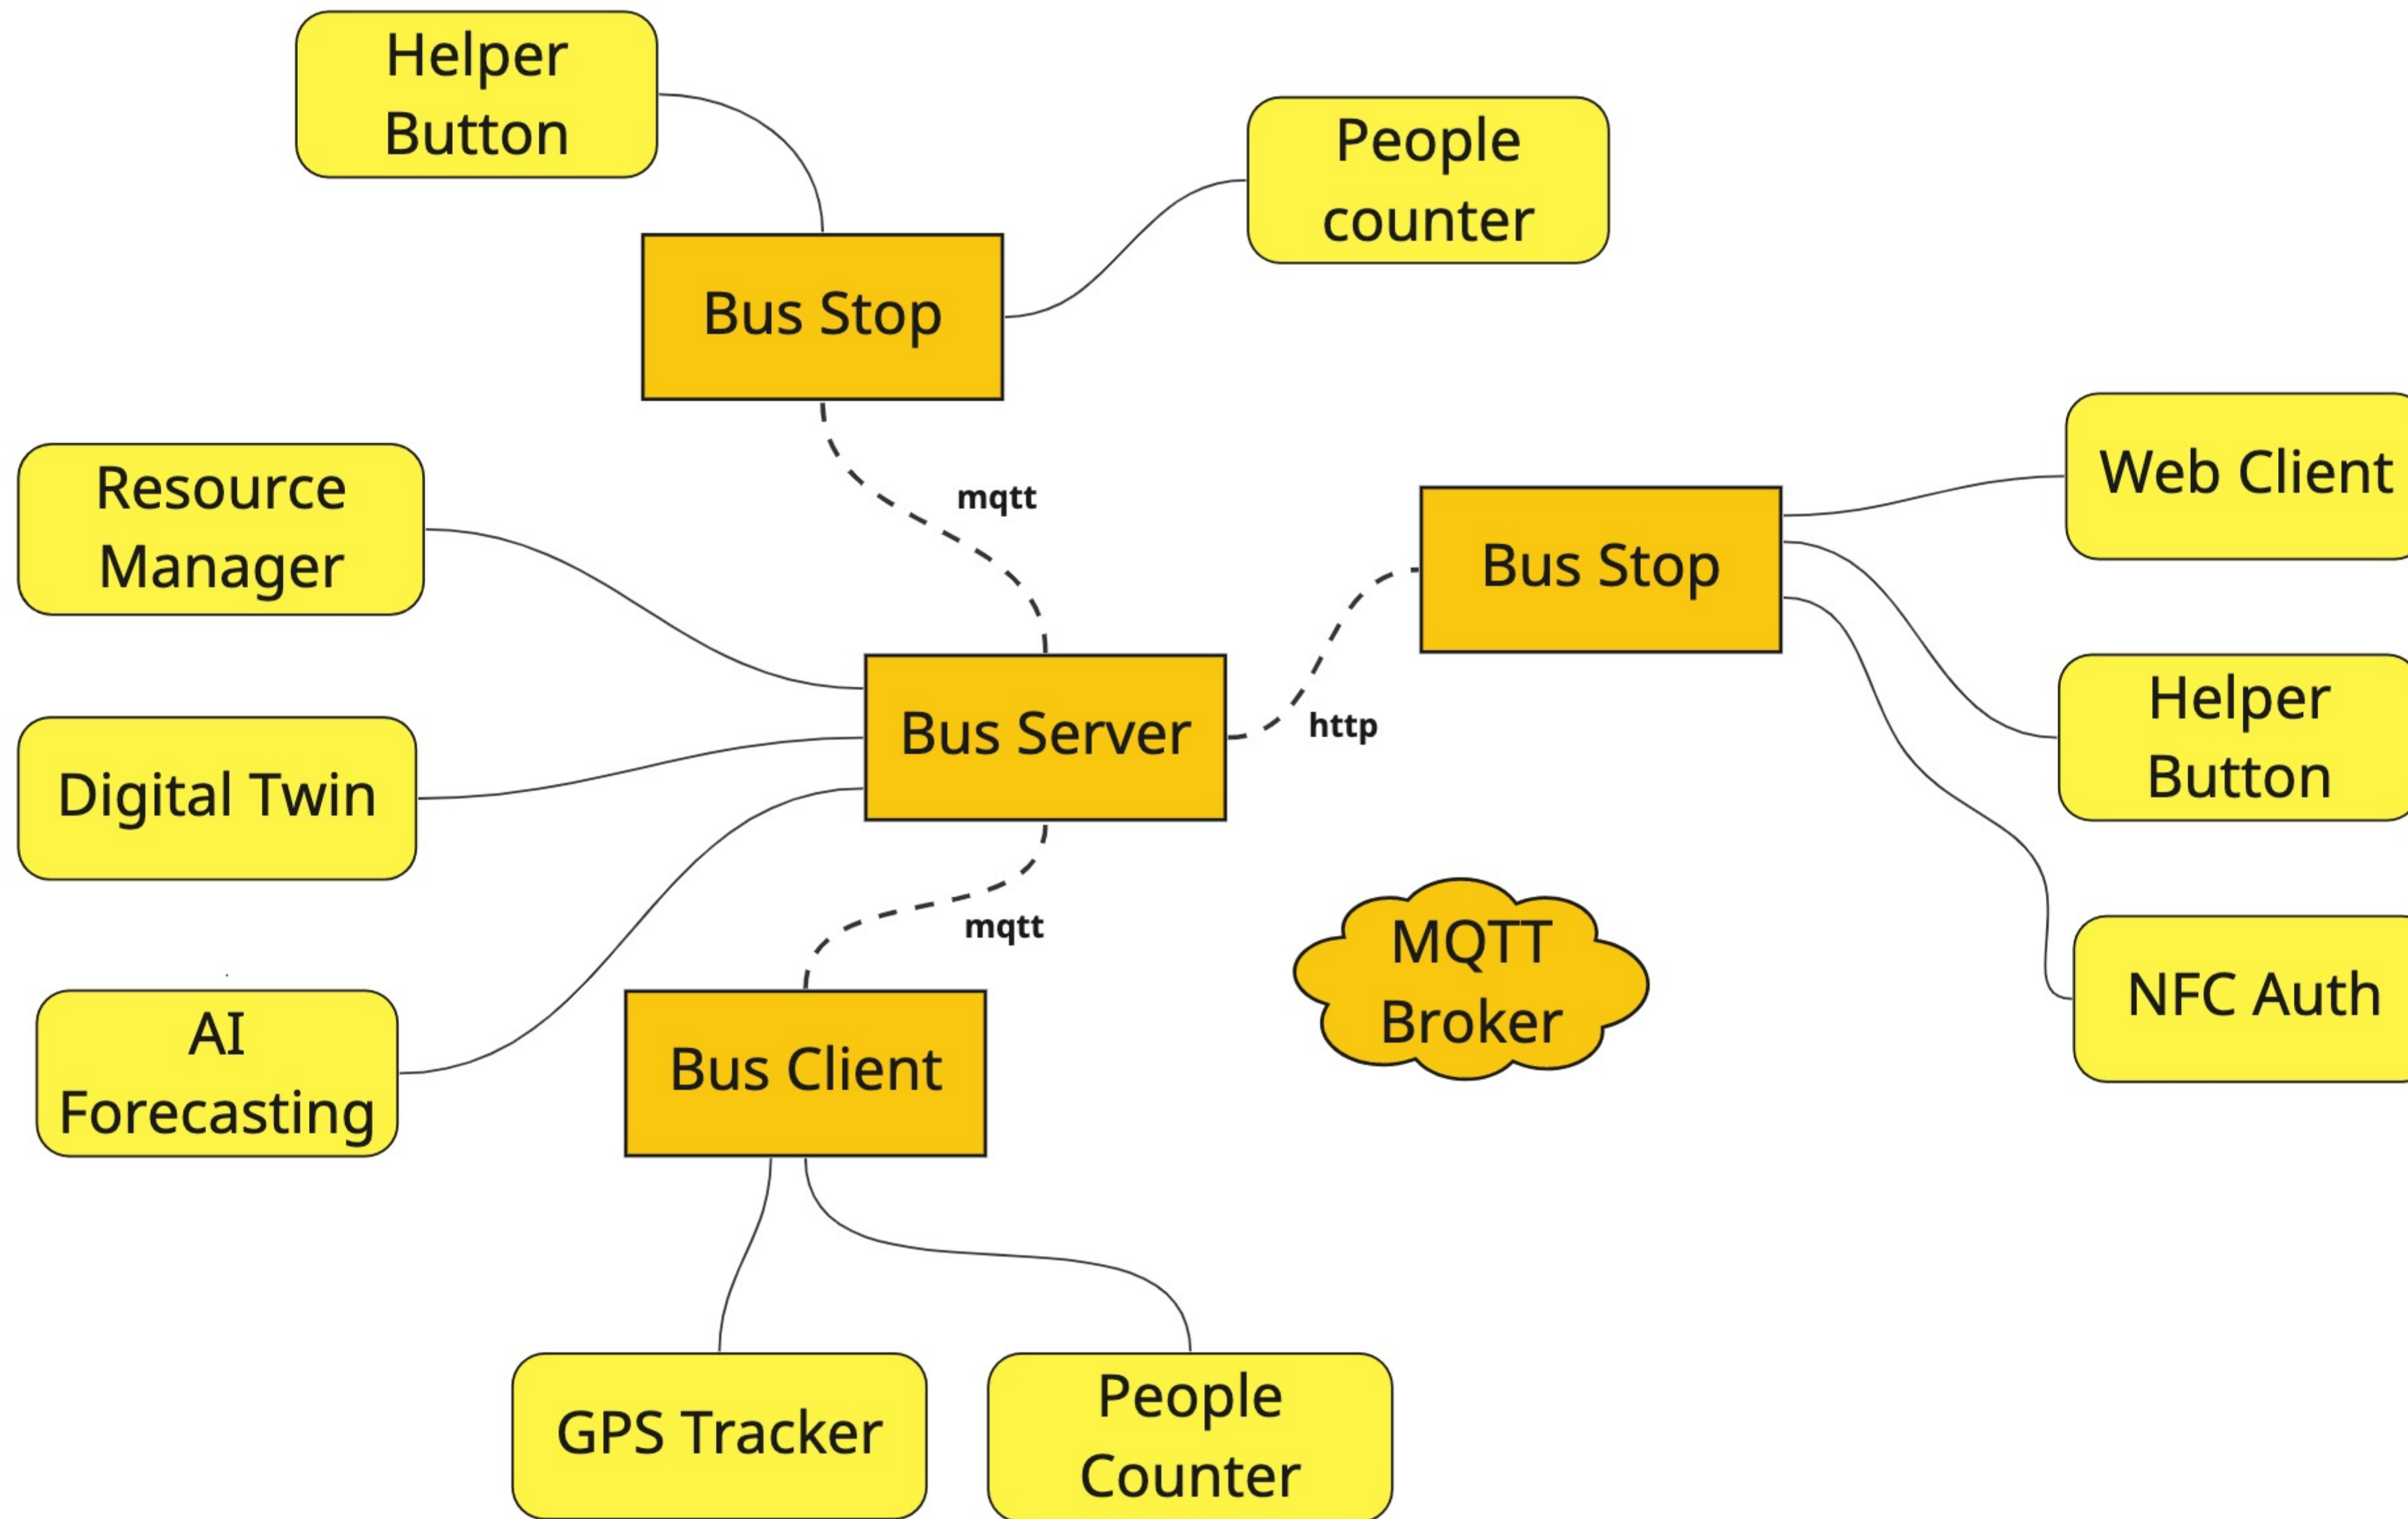 Helper
Button
People
counter
Bus Stop
Resource
Manager
mqtt
Bus Stop
Web Client
Bus Server
http
Helper
Button
Digital Twin
mqtt
MQTT
Broker
NFC Auth
AI
Forecasting
Bus Client
GPS Tracker
People
Counter